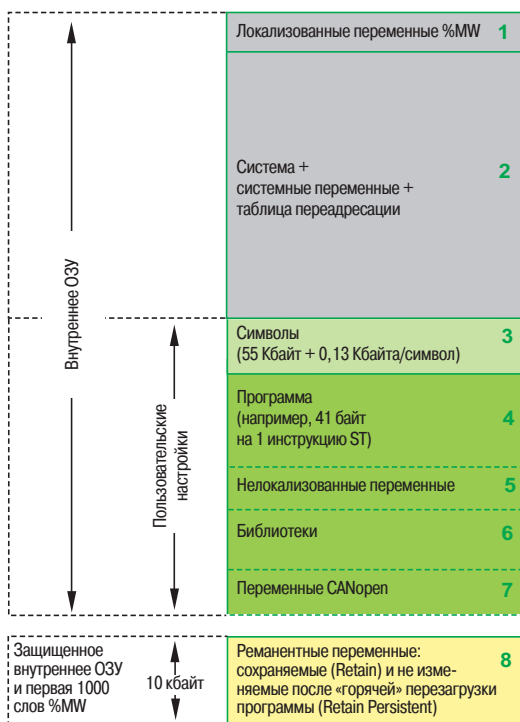 Локализованные переменные %MW 1
Система +
системные переменные +
таблица переадресации
2
Внутреннее ОЗУ
Символы
(55 Кбайт + 0,13 Кбайта/символ)
3
Пользовательские
настройки
Программа
(например, 41 байт
на 1 инструкцию ST)
4
Нелокализованные переменные 5
Библиотеки 6
Переменные CANopen 7
Защищенное
внутреннее ОЗУ
и первая 1000
слов %MW
10 кбайт
Реманентные переменные:
сохраняемые (Retain) и не изме-
няемые после «горячей» перезагрузки
программы (Retain Persistent)
8